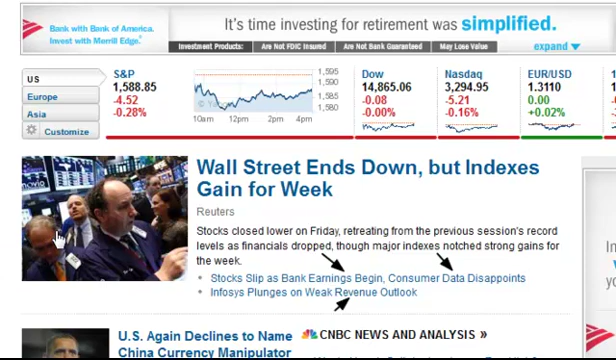 Bank with Bank of America.
Invest with Merrill Edge.®
It's time investing for retirement was simplified.
Investment Products: Are Not FDIC Insured Are Not Bank Guaranteed May Lose Value
expand
US
Europe
Asia
Customize
S&P
1,588.85
-4.52
-0.28%
1,595
1,590
1,585
1,580
10am 12pm 2pm 4pm
Dow
14,865.06
-0.08
-0.00%
Nasdaq
3,294.95
-5.21
-0.16%
EUR/USD
1.3110
0.00
+0.02%
Wall Street Ends Down, but Indexes
Gain for Week
Reuters
Stocks closed lower on Friday, retreating from the previous session's record
levels as financials dropped, though major indexes notched strong gains for
the week.
• Stocks Slip as Bank Earnings Begin, Consumer Data Disappoints
• Infosys Plunges on Weak Revenue Outlook
U.S. Again Declines to Name
China Currency Manipulator
CNBC NEWS AND ANALYSIS »